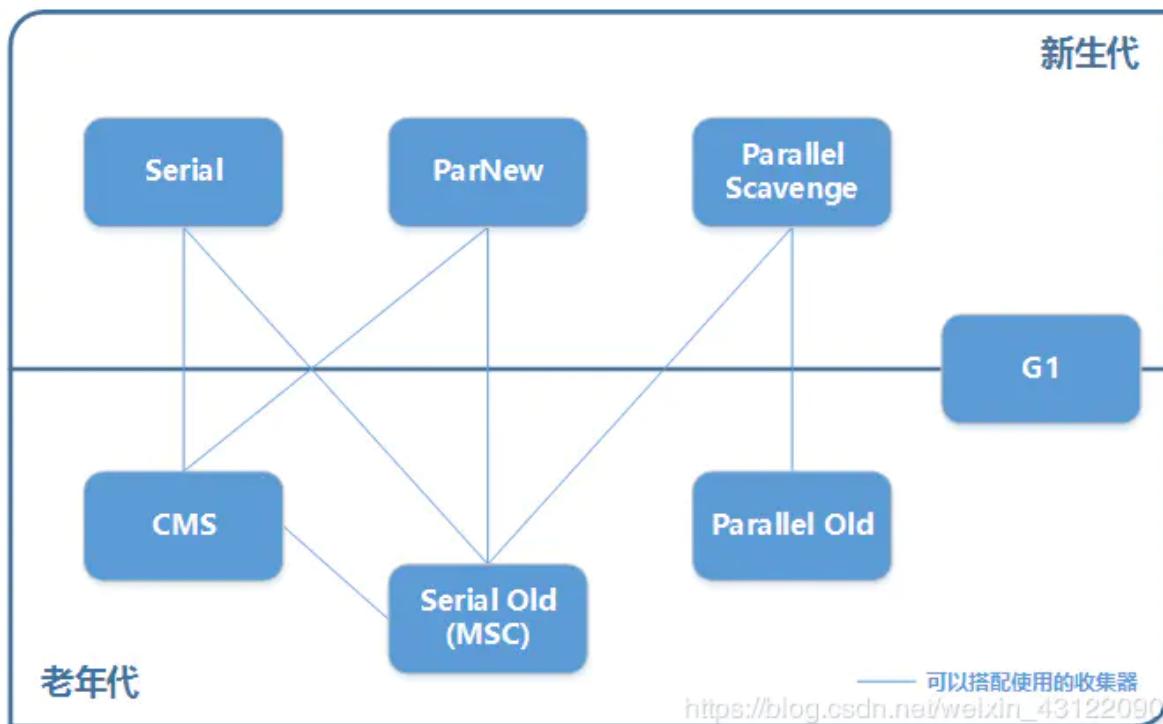 新生代
Serial
ParNew
Parallel
Scavenge
G1
CMS
Serial Old
(MSC)
Parallel Old
老年代
可以搭配使用的收集器
https://blog.csdn.net/weixin_43122090